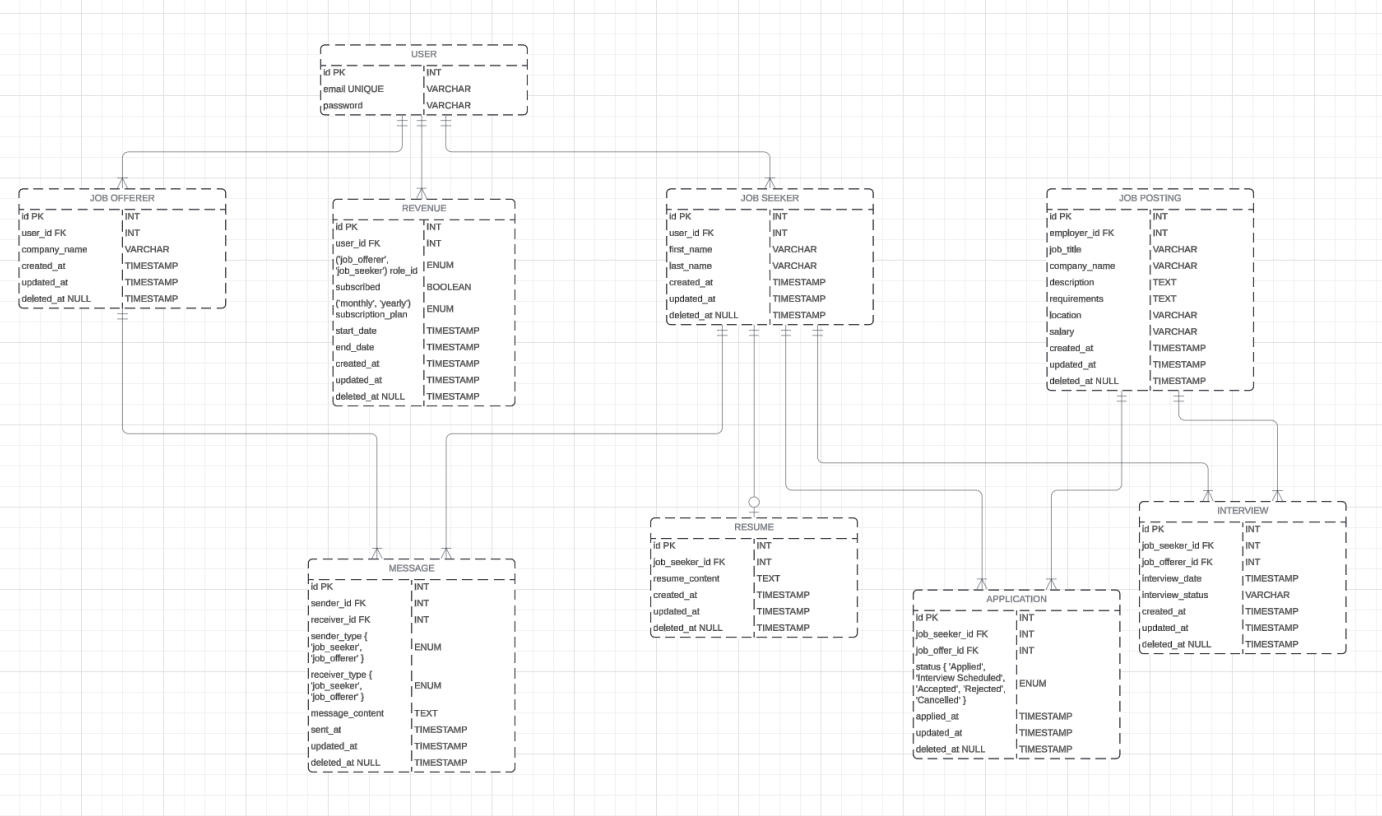 USER
id PK INT
email UNIQUE VARCHAR
password VARCHAR
JOB OFFERER
id PK INT
user_id FK INT
company_name VARCHAR
created_at TIMESTAMP
updated_at TIMESTAMP
deleted_at NULL TIMESTAMP
REVENUE
id PK INT
user_id FK INT
('job_offerer',
'job_seeker') role_id ENUM
subscribed BOOLEAN
('monthly', 'yearly')
subscription_plan ENUM
start_date TIMESTAMP
end_date TIMESTAMP
created_at TIMESTAMP
updated_at TIMESTAMP
deleted_at NULL TIMESTAMP
JOB SEEKER
id PK INT
user_id FK INT
first_name VARCHAR
last_name VARCHAR
created_at TIMESTAMP
updated_at TIMESTAMP
deleted_at NULL TIMESTAMP
JOB POSTING
id PK INT
employer_id FK INT
job_title VARCHAR
company_name VARCHAR
description TEXT
requirements TEXT
location VARCHAR
salary VARCHAR
created_at TIMESTAMP
updated_at TIMESTAMP
deleted_at NULL TIMESTAMP
MESSAGE
id PK INT
sender_id FK INT
receiver_id FK INT
sender_type {
'job_seeker', ENUM
'job_offerer' }
receiver_type {
'job_seeker', ENUM
'job_offerer' }
message_content TEXT
sent_at TIMESTAMP
updated_at TIMESTAMP
deleted_at NULL TIMESTAMP
RESUME
id PK INT
job_seeker_id FK INT
resume_content TEXT
created_at TIMESTAMP
updated_at TIMESTAMP
deleted_at NULL TIMESTAMP
APPLICATION
id PK INT
job_seeker_id FK INT
job_offer_id FK INT
status { 'Applied',
'Interview Scheduled', ENUM
'Accepted', 'Rejected',
'Cancelled' }
applied_at TIMESTAMP
updated_at TIMESTAMP
deleted_at NULL TIMESTAMP
INTERVIEW
id PK INT
job_seeker_id FK INT
job_offerer_id FK INT
interview_date TIMESTAMP
interview_status VARCHAR
created_at TIMESTAMP
updated_at TIMESTAMP
deleted_at NULL TIMESTAMP